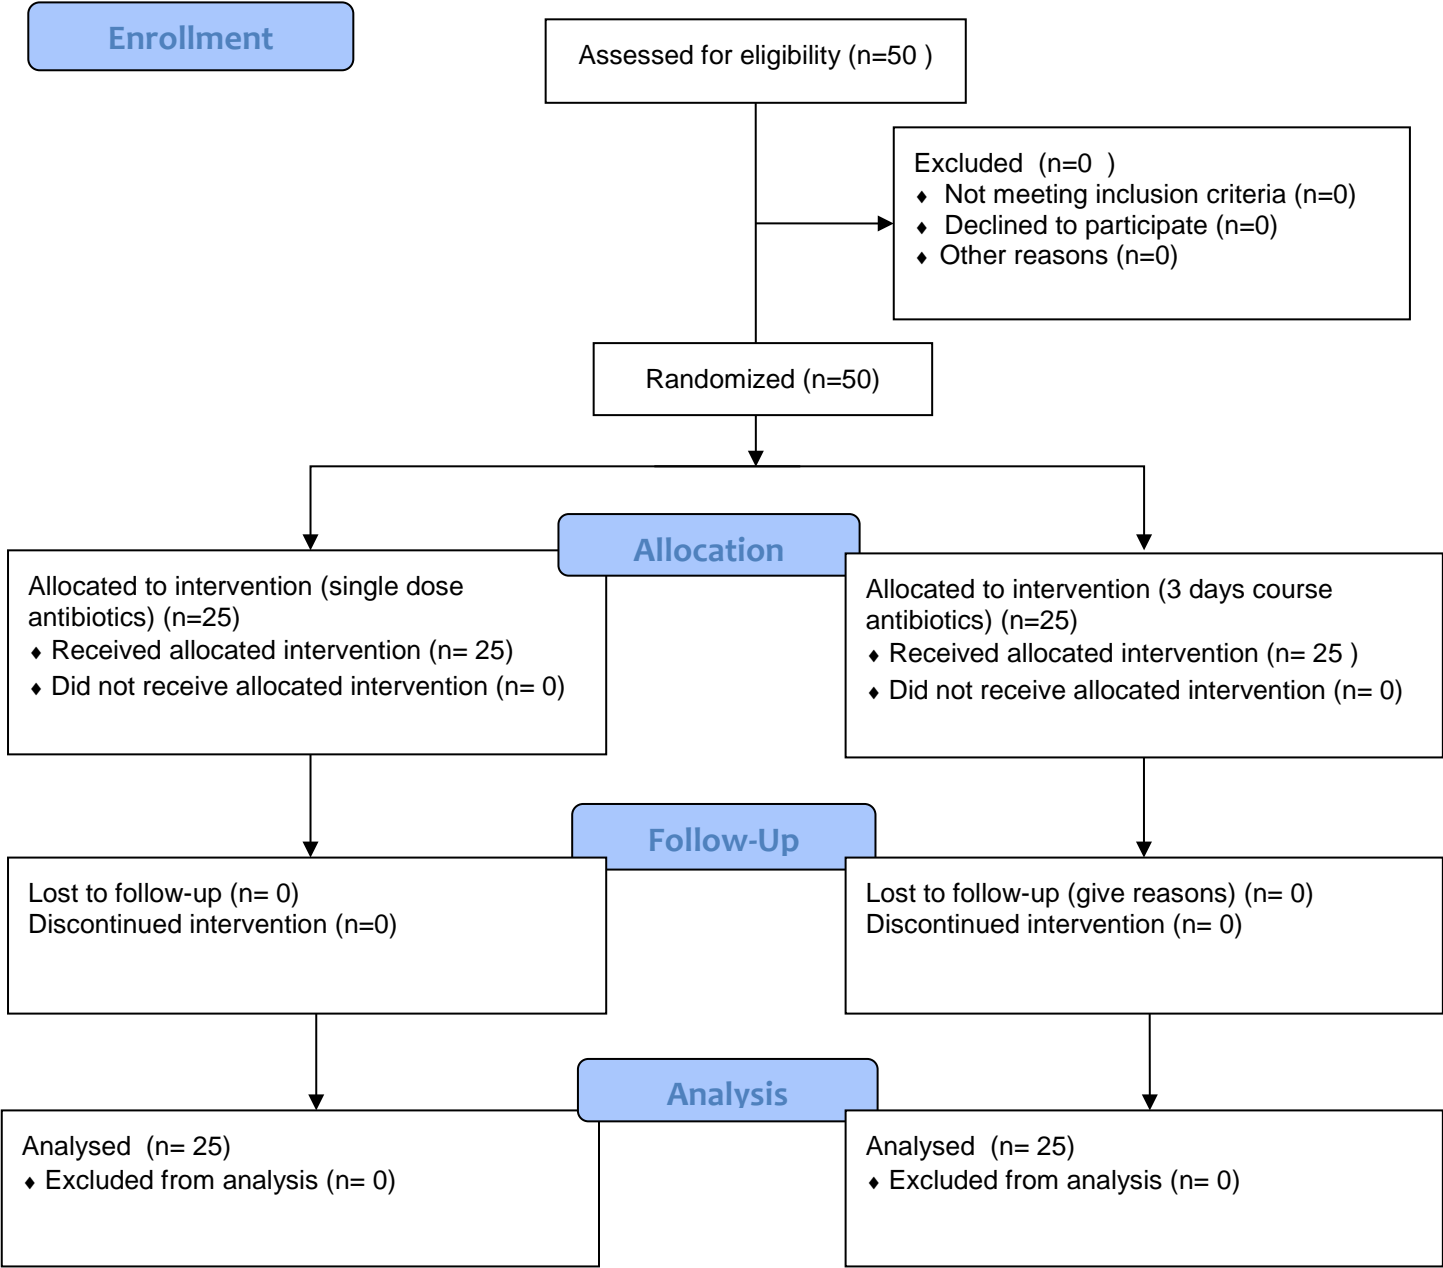 Enrollment
Assessed for eligibility (n=50 )
Excluded  (n=0  )
♦ Not meeting inclusion criteria (n=0)
♦ Declined to participate (n=0)
♦ Other reasons (n=0)
Randomized (n=50)
Allocation
Allocated to intervention (single dose
antibiotics) (n=25)
♦ Received allocated intervention (n= 25)
♦ Did not receive allocated intervention (n= 0)
Allocated to intervention (3 days course
antibiotics) (n=25)
♦ Received allocated intervention (n= 25 )
♦ Did not receive allocated intervention (n= 0)
Follow-Up
Lost to follow-up (n= 0)
Discontinued intervention (n=0)
Lost to follow-up (give reasons) (n= 0)
Discontinued intervention (n= 0)
Analysis
Analysed  (n= 25)
♦ Excluded from analysis (n= 0)
Analysed  (n= 25)
♦ Excluded from analysis (n= 0)